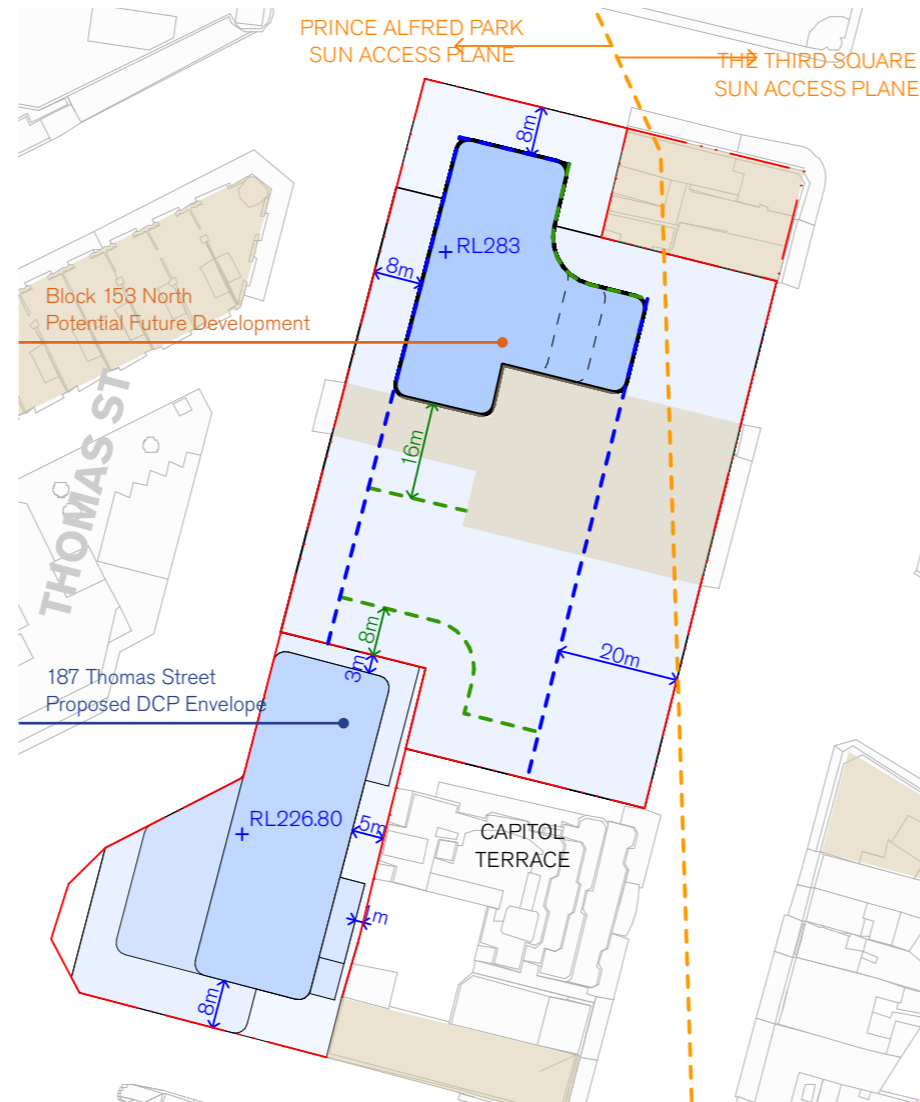 PRINCE ALFRED PARK
SUN ACCESS PLANE
THE THIRD SQUARE
SUN ACCESS PLANE
8m
+ RL283
8m
Block 153 North
Potential Future Development
THOMAS ST
16m
8m
3m
20m
187 Thomas Street
Proposed DCP Envelope
+ RL226.80
5m
CAPITOL
TERRACE
1m
8m